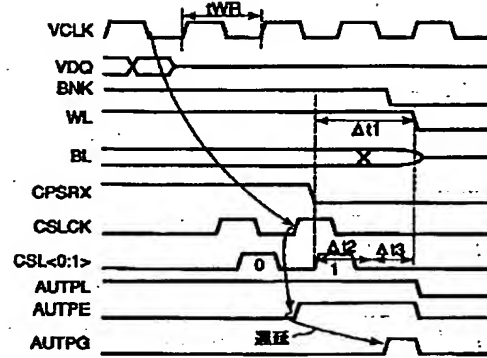 tWR
VCLK
VDQ
BNK
WL
Δt1
BL
CPSRX
CSLCK
Δt2
Δt3
CSL<0:1>
0
1
AUTPL
AUTPE
遅延
AUTPG